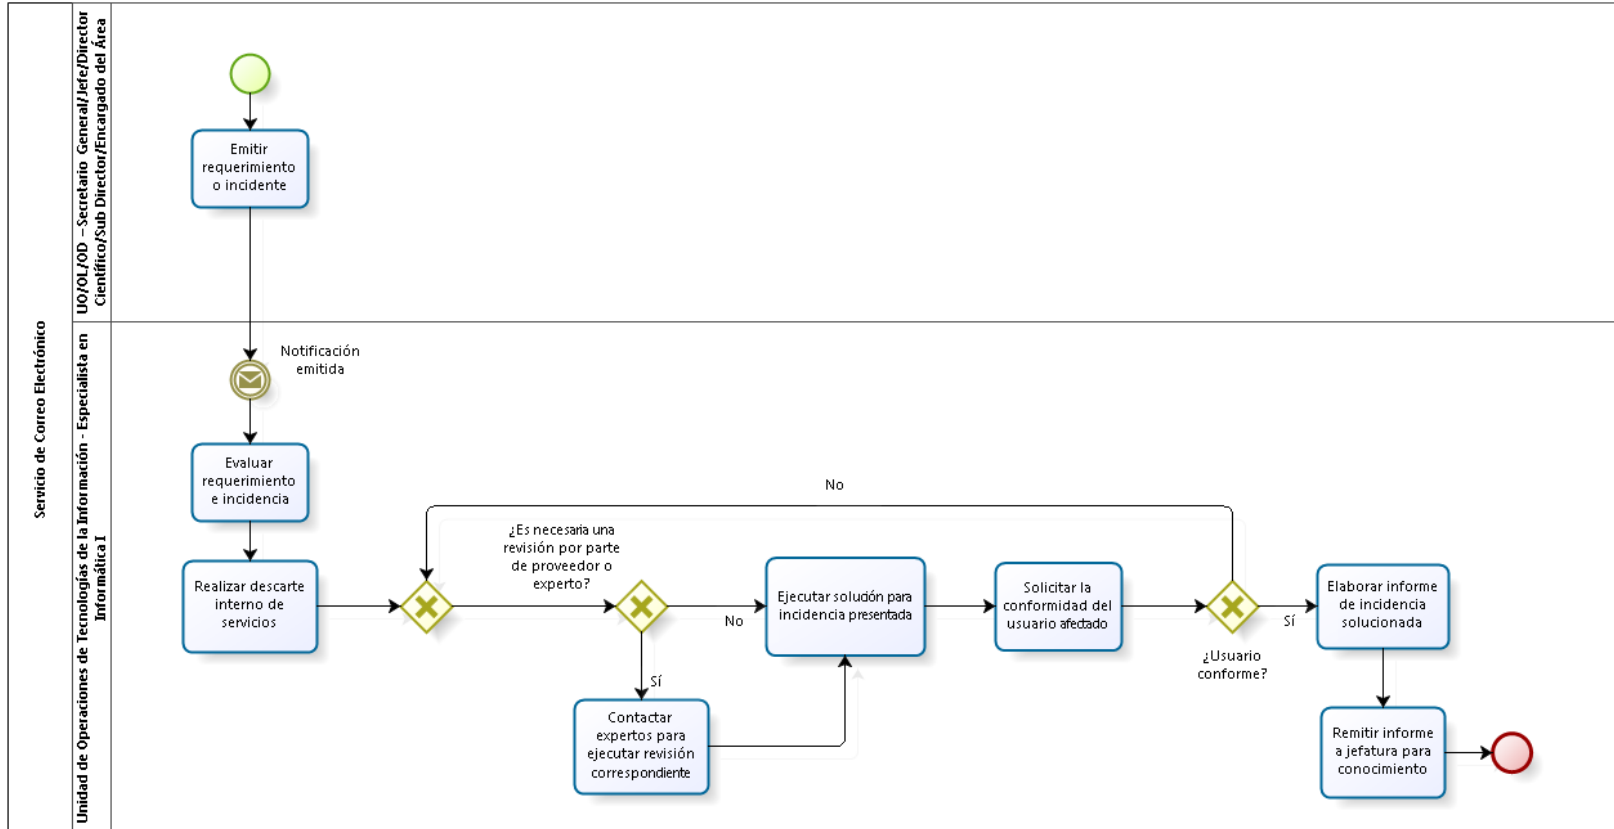 Servicio de Correo Electrónico
UO/OL/OD – Secretario General/Jefe/Director
Científico/Sub Director/Encargado del Área
Emitir
requerimiento
o incidente
Unidad de Operaciones de Tecnologías de la Información - Especialista en
Informática I
Notificación
emitida
Evaluar
requerimiento
e incidencia
Realizar descarte
interno de
servicios
¿Es necesaria una
revisión por parte
de proveedor o
experto?
No
Sí
Contactar
expertos para
ejecutar revisión
correspondiente
Ejecutar solución para
incidencia presentada
Solicitar la
conformidad del
usuario afectado
No
¿Usuario
conforme?
Sí
Elaborar informe
de incidencia
solucionada
Remitir informe
a jefatura para
conocimiento